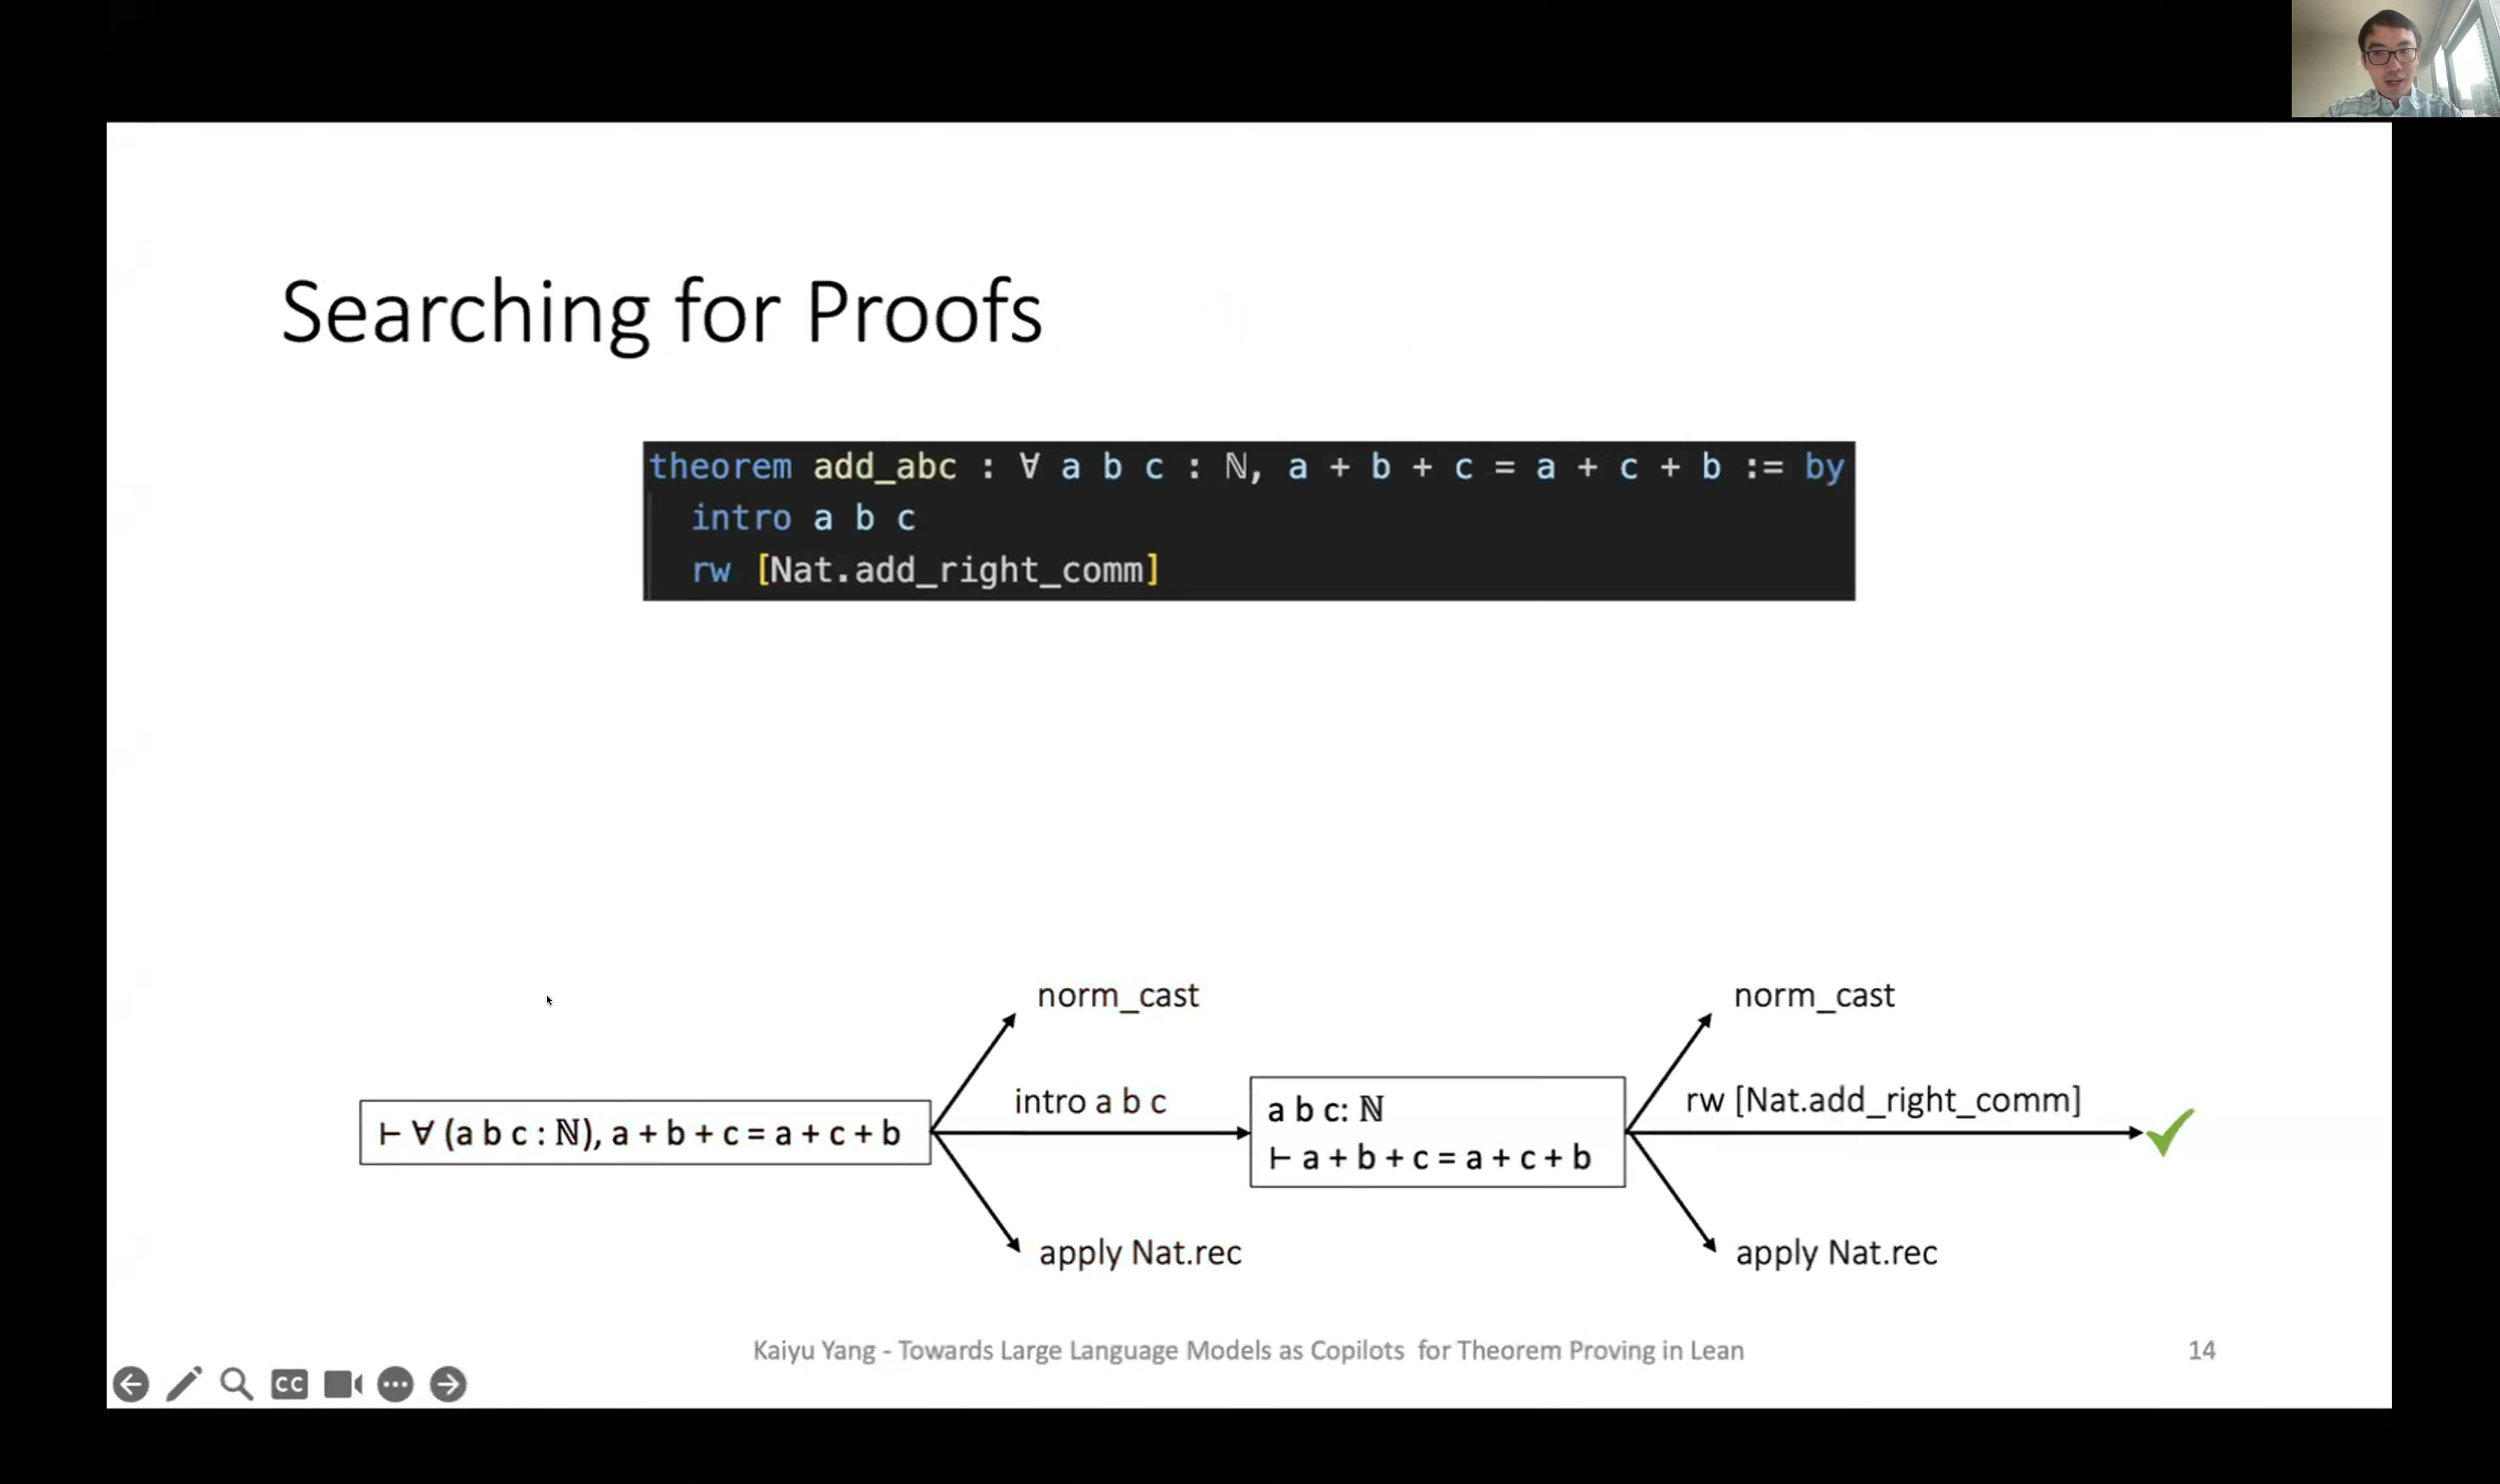 Searching for Proofs
theorem add_abc : ∀ a b c : ℕ, a + b + c = a + c + b := by
intro a b c
rw [Nat.add_right_comm]
norm_cast
norm_cast
intro a b c
rw [Nat.add_right_comm]
⊢ ∀ (a b c : ℕ), a + b + c = a + c + b
a b c: ℕ
⊢ a + b + c = a + c + b
apply Nat.rec
apply Nat.rec
Kaiyu Yang - Towards Large Language Models as Copilots for Theorem Proving in Lean
14
CC